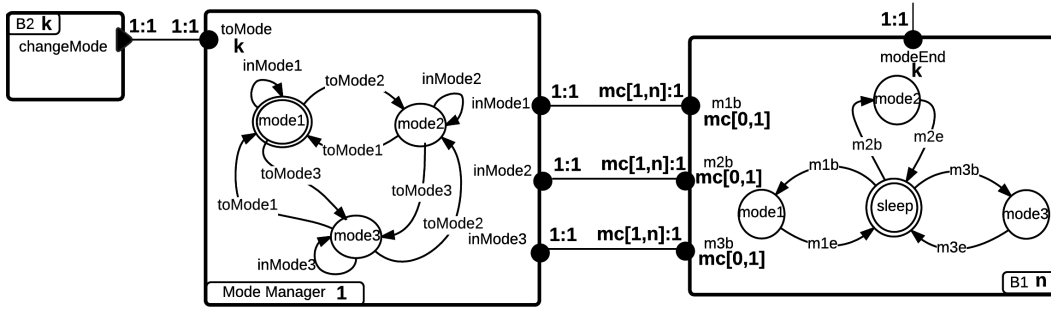 B2 k
changeMode
1:1 1:1
toMode
k
inMode1
toMode2
inMode2
mode1
mode2
toMode1
toMode3
toMode3
toMode1
toMode2
mode3
inMode3
Mode Manager 1
inMode1
1:1 mc[1,n]:1
inMode2
1:1 mc[1,n]:1
inMode3
1:1 mc[1,n]:1
1:1
modeEnd
k
m1b
mc[0,1]
m2b
mc[0,1]
m3b
mc[0,1]
mode2
m2b
m2e
m1b
m3b
mode1
sleep
mode3
m1e
m3e
B1 n